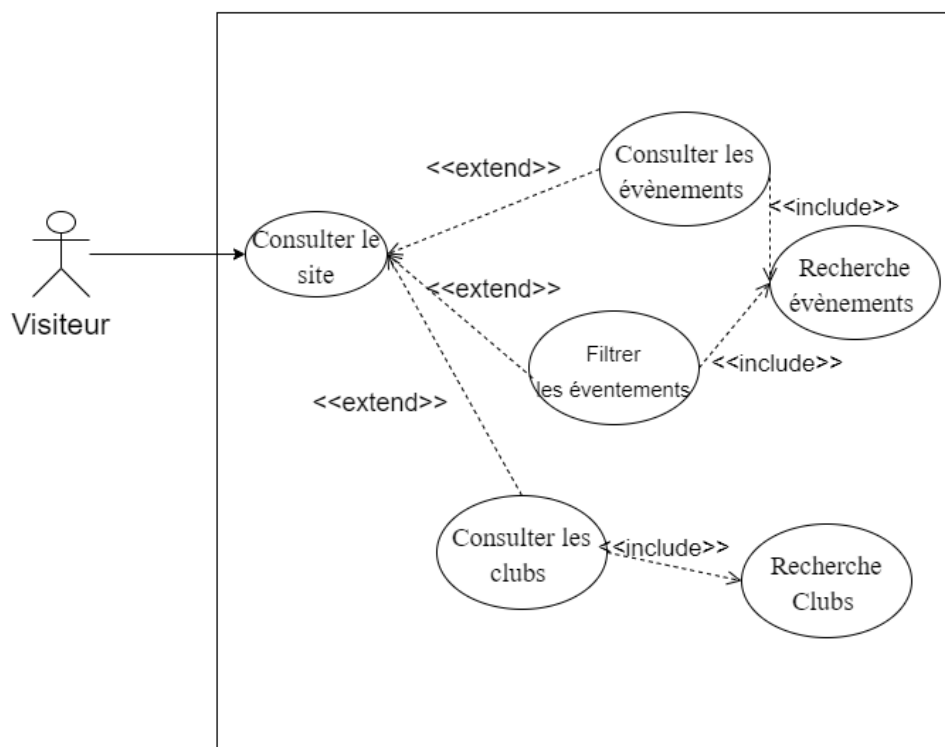 Consulter les
évènements
<<extend>>
<<include>>
Consulter le
site
Recherche
évènements
<<extend>>
Visiteur
Filtrer
les éventements
<<include>>
<<extend>>
Consulter les
clubs
<<include>>
Recherche
Clubs